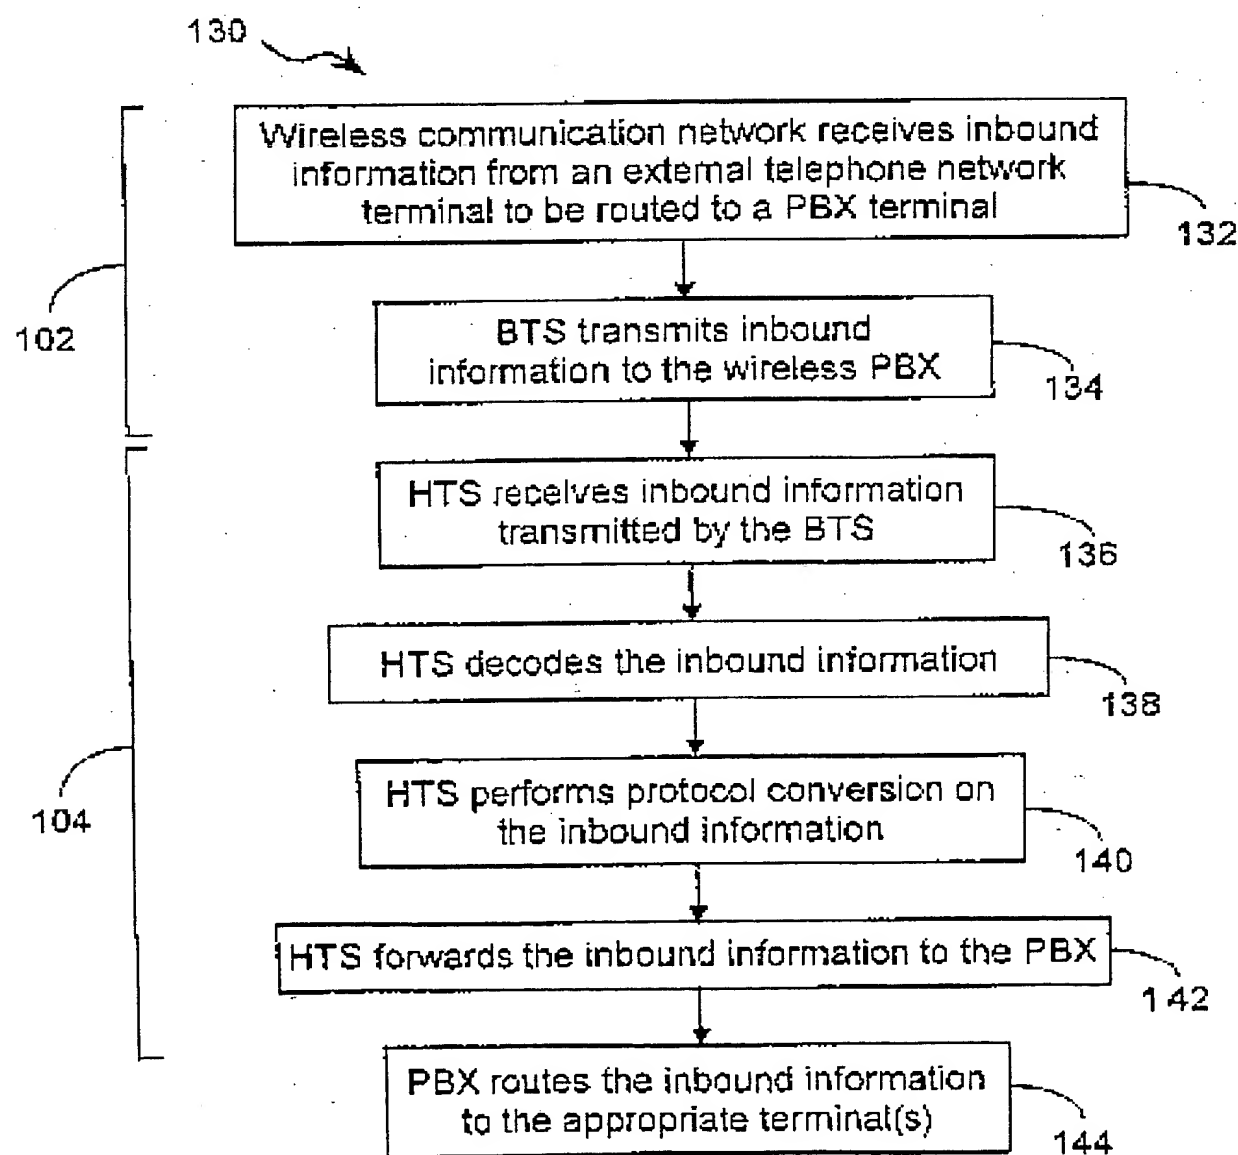 130
Wireless communication network receives inbound
information from an external telephone network
terminal to be routed to a PBX terminal
132
102
BTS transmits inbound
information to the wireless PBX
134
HTS receives inbound information
transmitted by the BTS
136
HTS decodes the inbound information
138
104
HTS performs protocol conversion on
the inbound information
140
HTS forwards the inbound information to the PBX
142
PBX routes the inbound information
to the appropriate terminal(s)
144